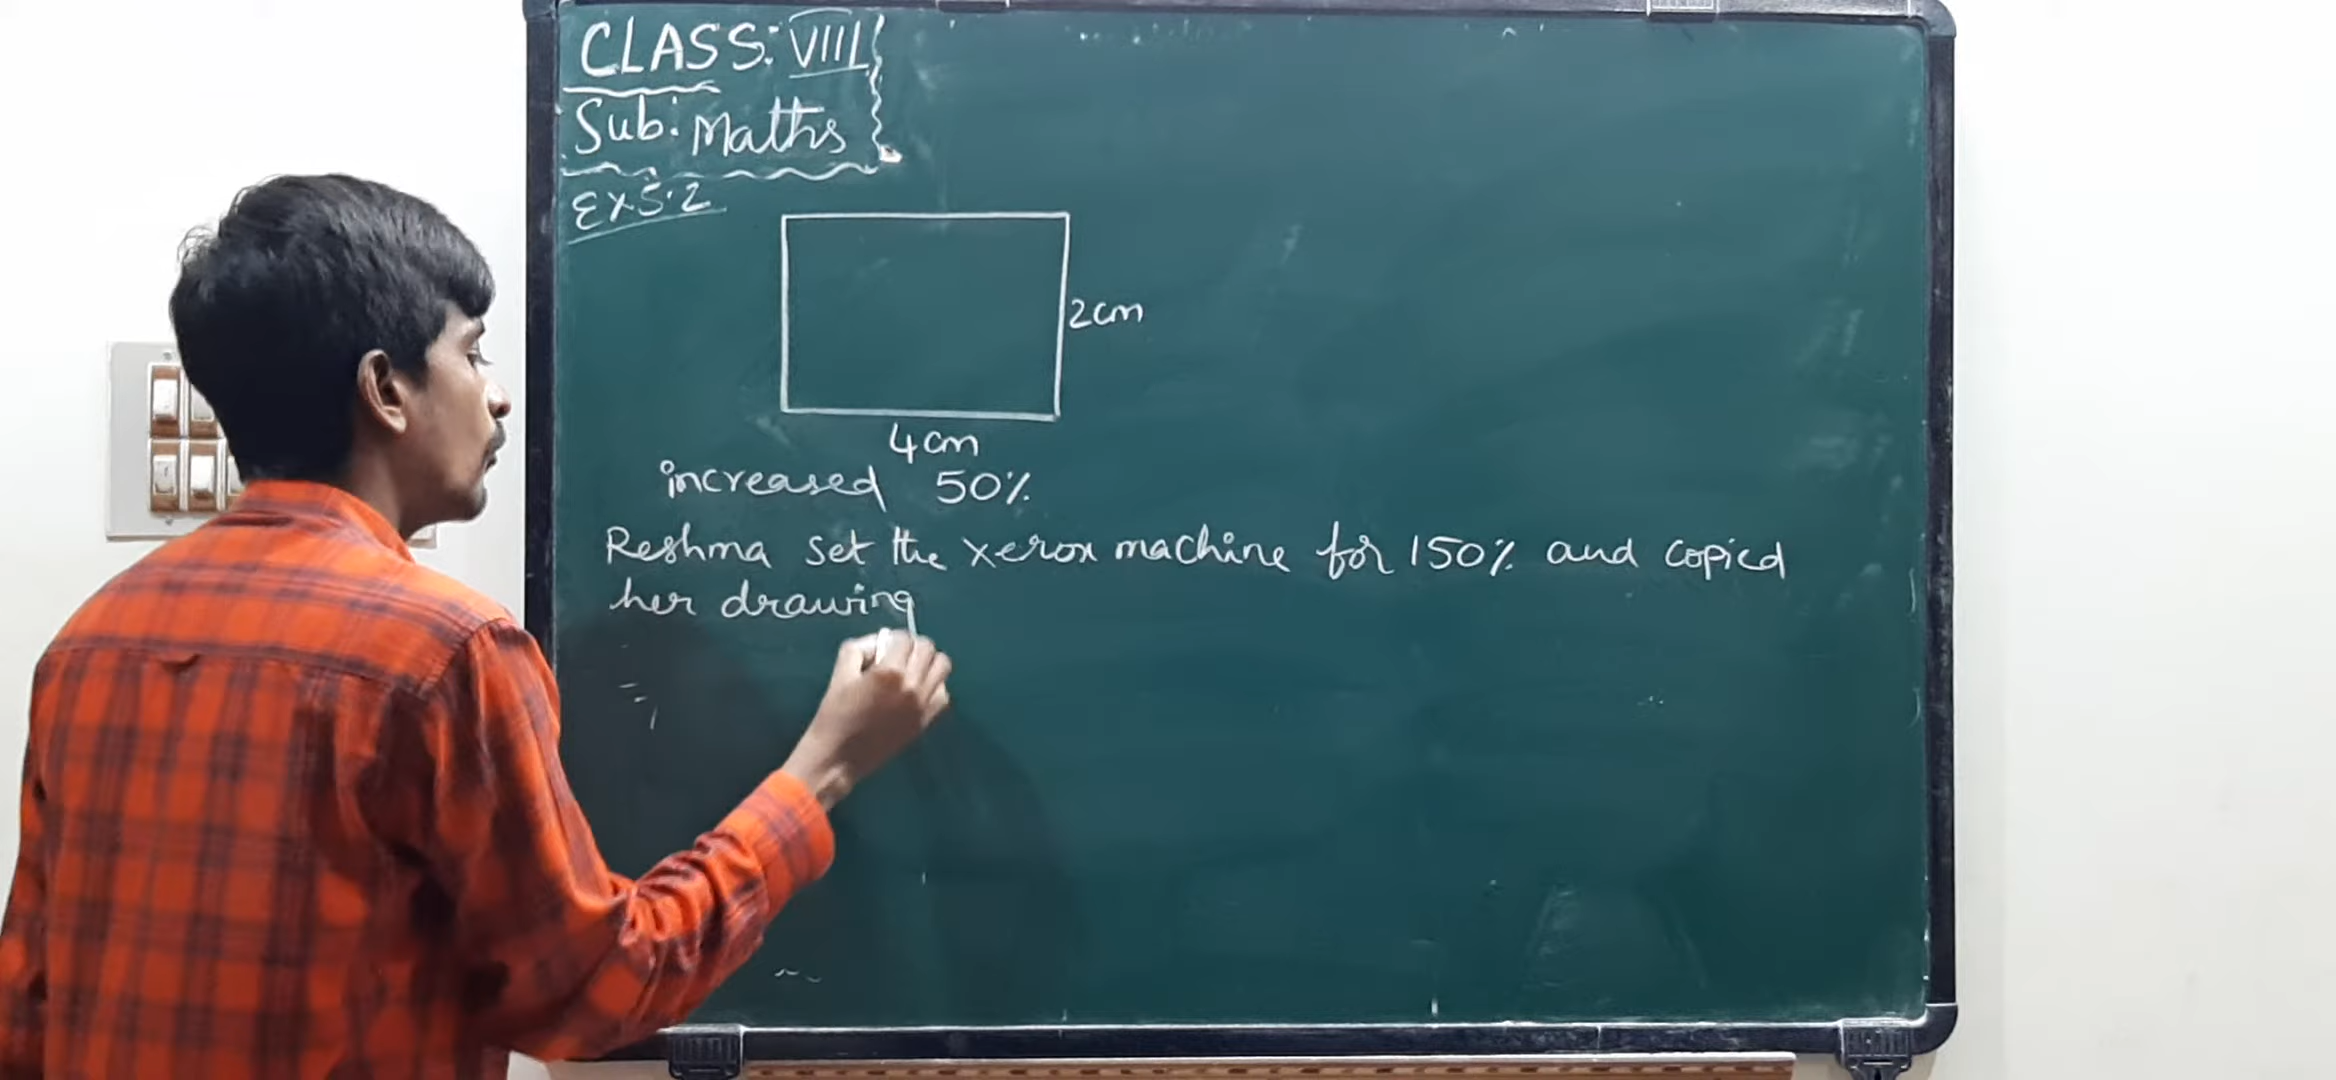 CLASS: VIII
Sub: Maths
Ex 5.2
2cm
4cm
increased 50%
Reshma set the xerox machine for 150% and copied
her drawing